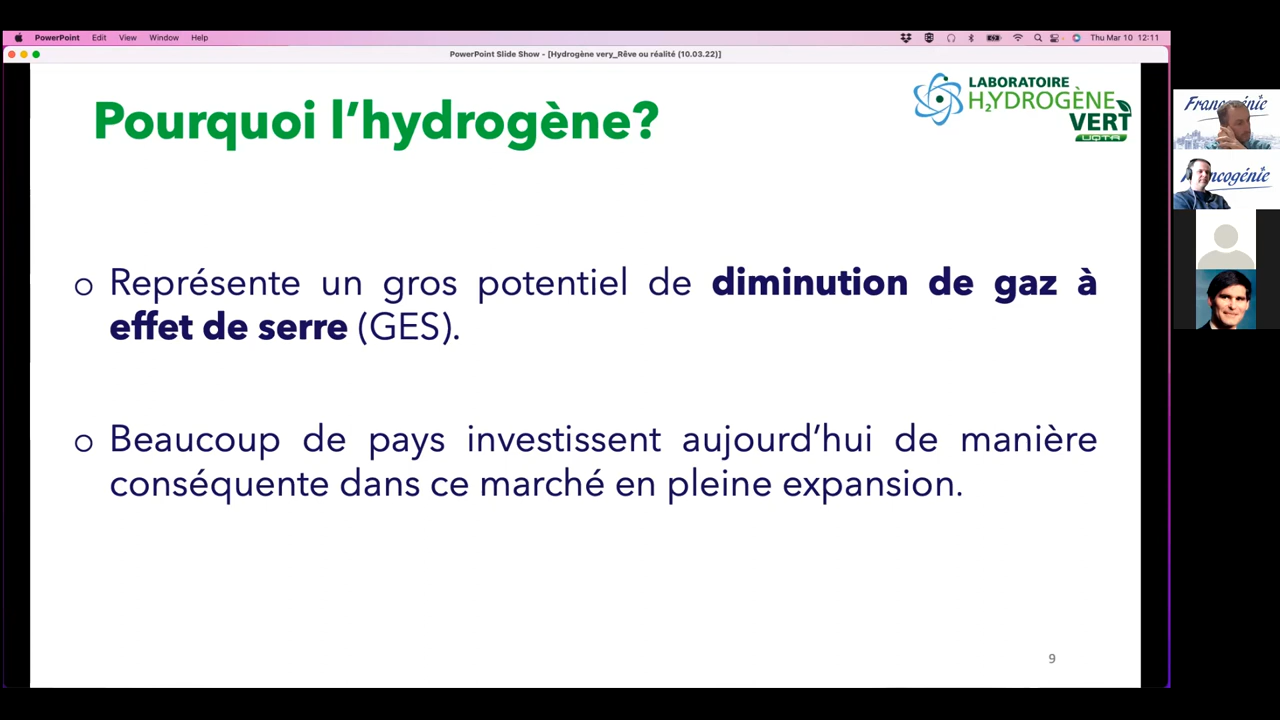 PowerPoint Edit View Window Help
Thu Mar 10 12:11
PowerPoint Slide Show - [Hydrogène very_Rêve ou réalité (10.03.22)]
Pourquoi l'hydrogène?
LABORATOIRE
H₂YDROGÈNE
VERT
UQTR
o Représente un gros potentiel de diminution de gaz à
effet de serre (GES).
o Beaucoup de pays investissent aujourd'hui de manière
conséquente dans ce marché en pleine expansion.
9